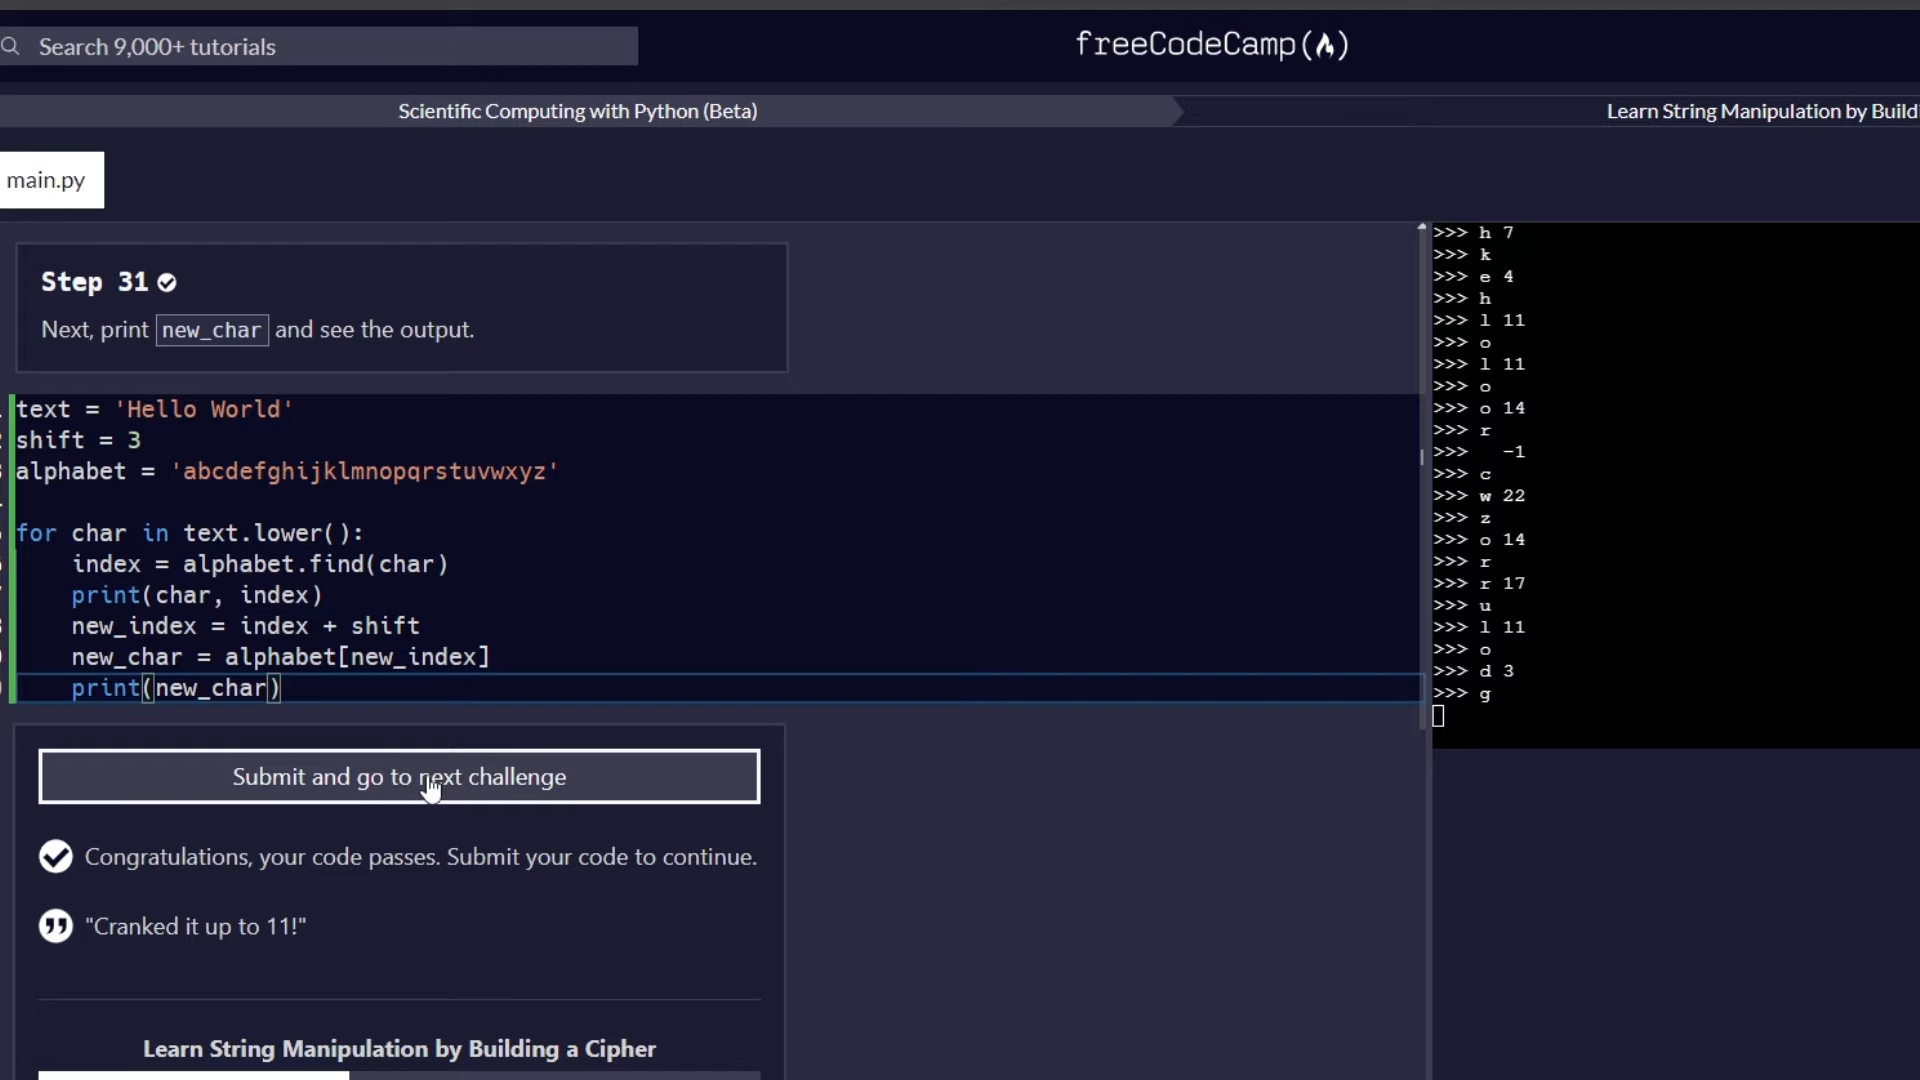 Search 9,000+ tutorials
freeCodeCamp
Scientific Computing with Python (Beta)
Learn String Manipulation by Build
main.py
Step 31
Next, print new_char and see the output.
text = 'Hello World'
shift = 3
alphabet = 'abcdefghijklmnopqrstuvwxyz'
for char in text.lower():
    index = alphabet.find(char)
    print(char, index)
    new_index = index + shift
    new_char = alphabet[new_index]
    print(new_char)
Submit and go to next challenge
Congratulations, your code passes. Submit your code to continue.
"Cranked it up to 11!"
Learn String Manipulation by Building a Cipher
>>> h 7
>>> k
>>> e 4
>>> h
>>> l 11
>>> o
>>> l 11
>>> o
>>> o 14
>>> r
>>>   -1
>>> c
>>> w 22
>>> z
>>> o 14
>>> r
>>> r 17
>>> u
>>> l 11
>>> o
>>> d 3
>>> g